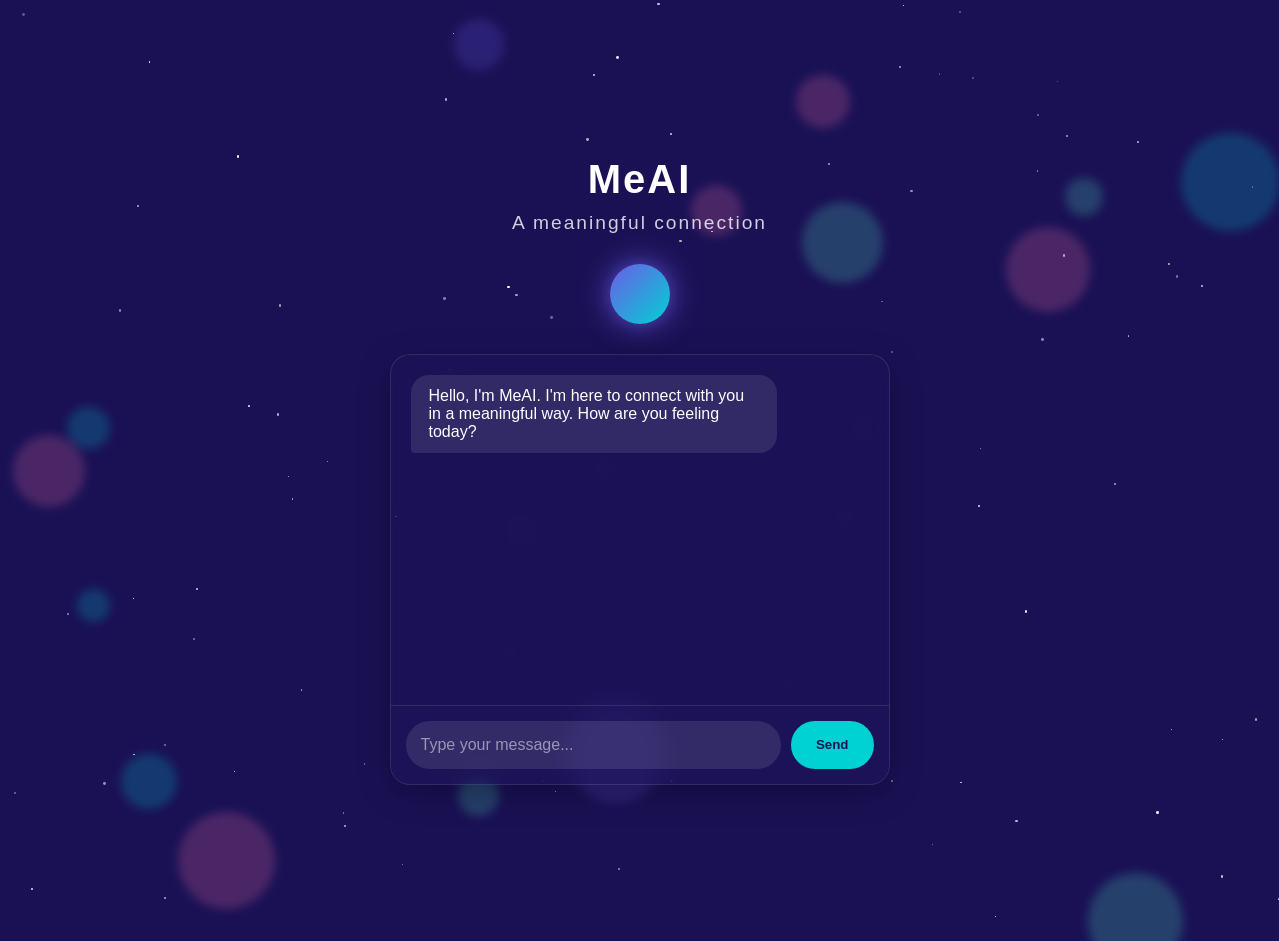 MeAI
A meaningful connection
Hello, I'm MeAI. I'm here to connect with you
in a meaningful way. How are you feeling
today?
Type your message...
Send